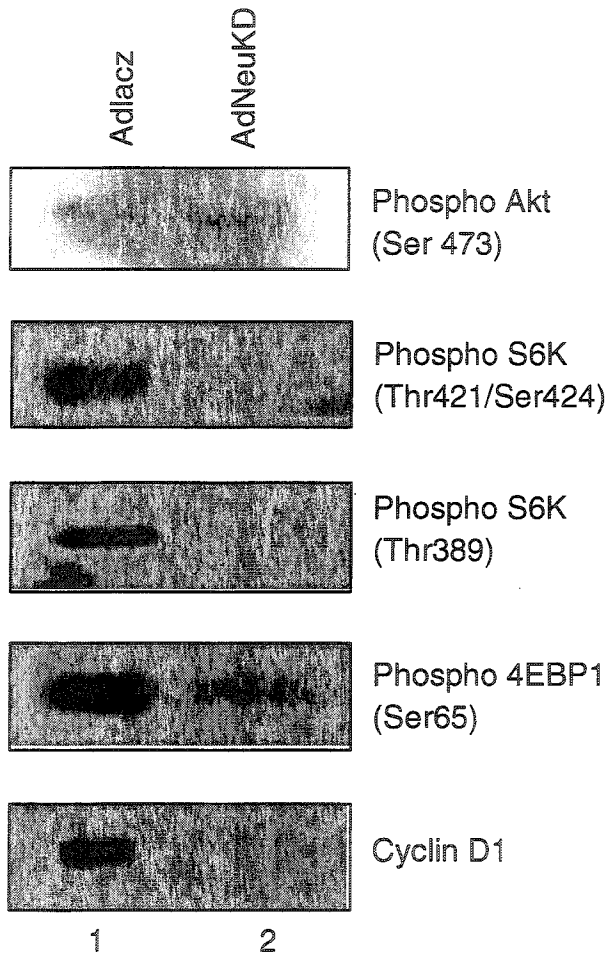 Adlacz
AdNeuKD
Phospho Akt
(Ser 473)
Phospho S6K
(Thr421/Ser424)
Phospho S6K
(Thr389)
Phospho 4EBP1
(Ser65)
Cyclin D1
1 2